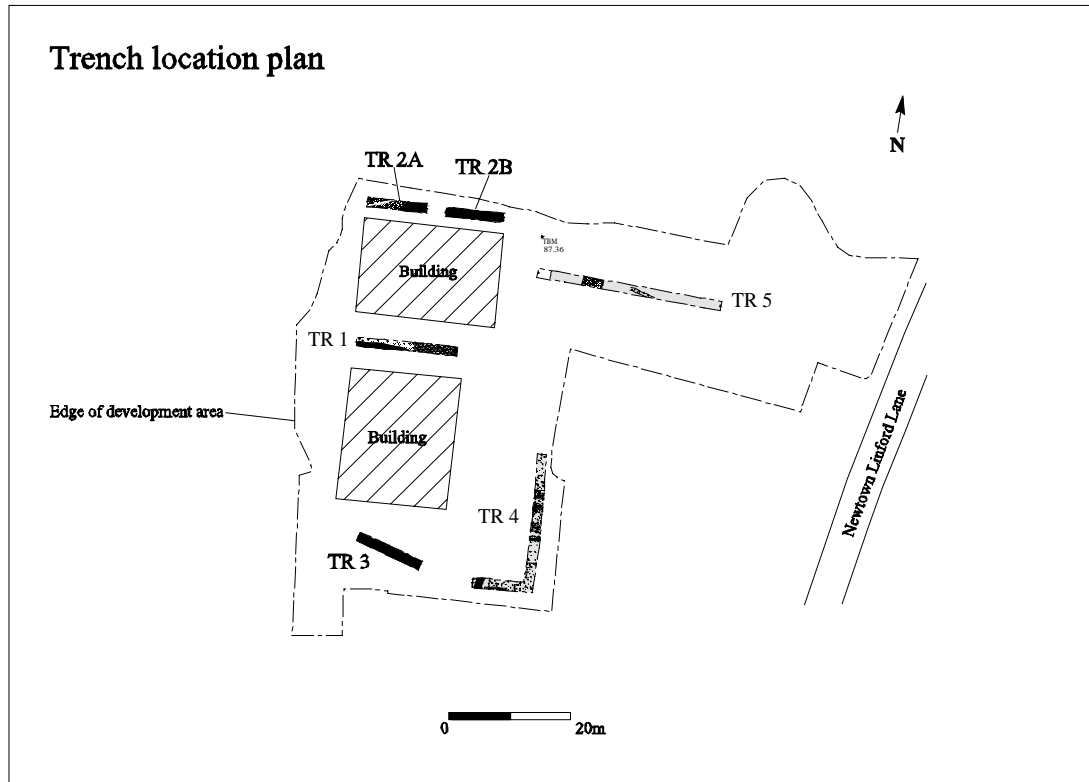 Trench location plan
N
TR 2A
TR 2B
TBM
87.36
Building
TR 5
TR 1
Edge of development area
Building
Newtown Linford Lane
TR 4
TR 3
0
20m